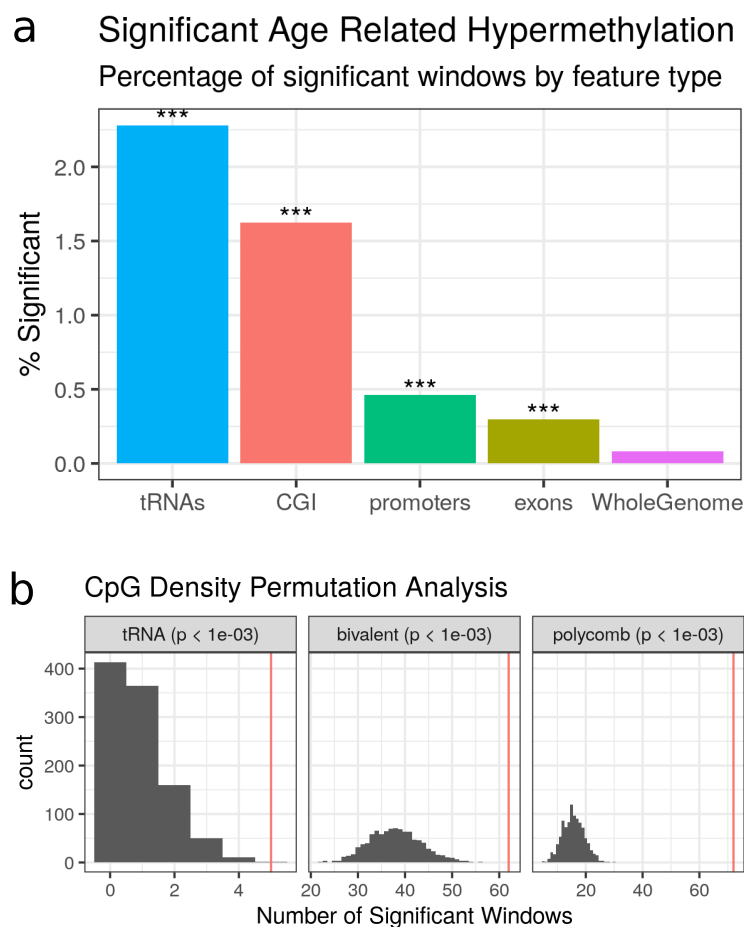 a
Significant Age Related Hypermethylation
Percentage of significant windows by feature type
% Significant
2.0
1.5
1.0
0.5
0.0
***
***
***
***
tRNAs CGI promoters exons WholeGenome
b
CpG Density Permutation Analysis
tRNA (p < 1e-03) bivalent (p < 1e-03) polycomb (p < 1e-03)
count
400
300
200
100
0
0 2 4 20 30 40 50 60 20 40 60
Number of Significant Windows